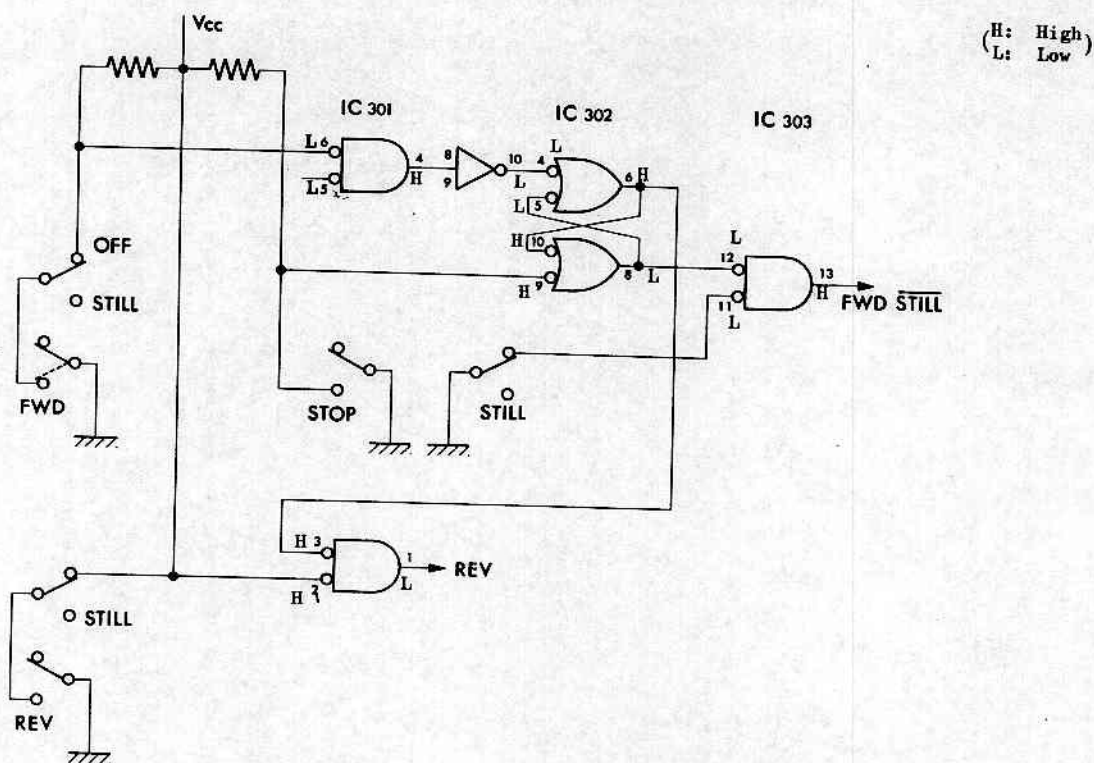 Vcc
(H: High
L: Low)
IC 301
IC 302
IC 303
L 6
L 5
4
H
8
9
10
L
L
4
L 5
6 H
H 10
H 9
8 L
L
12
11
L
13
H
FWD S̅T̅I̅L̅L̅
OFF
STILL
FWD
STOP
STILL
H 3
H 2
1
L
REV
STILL
REV